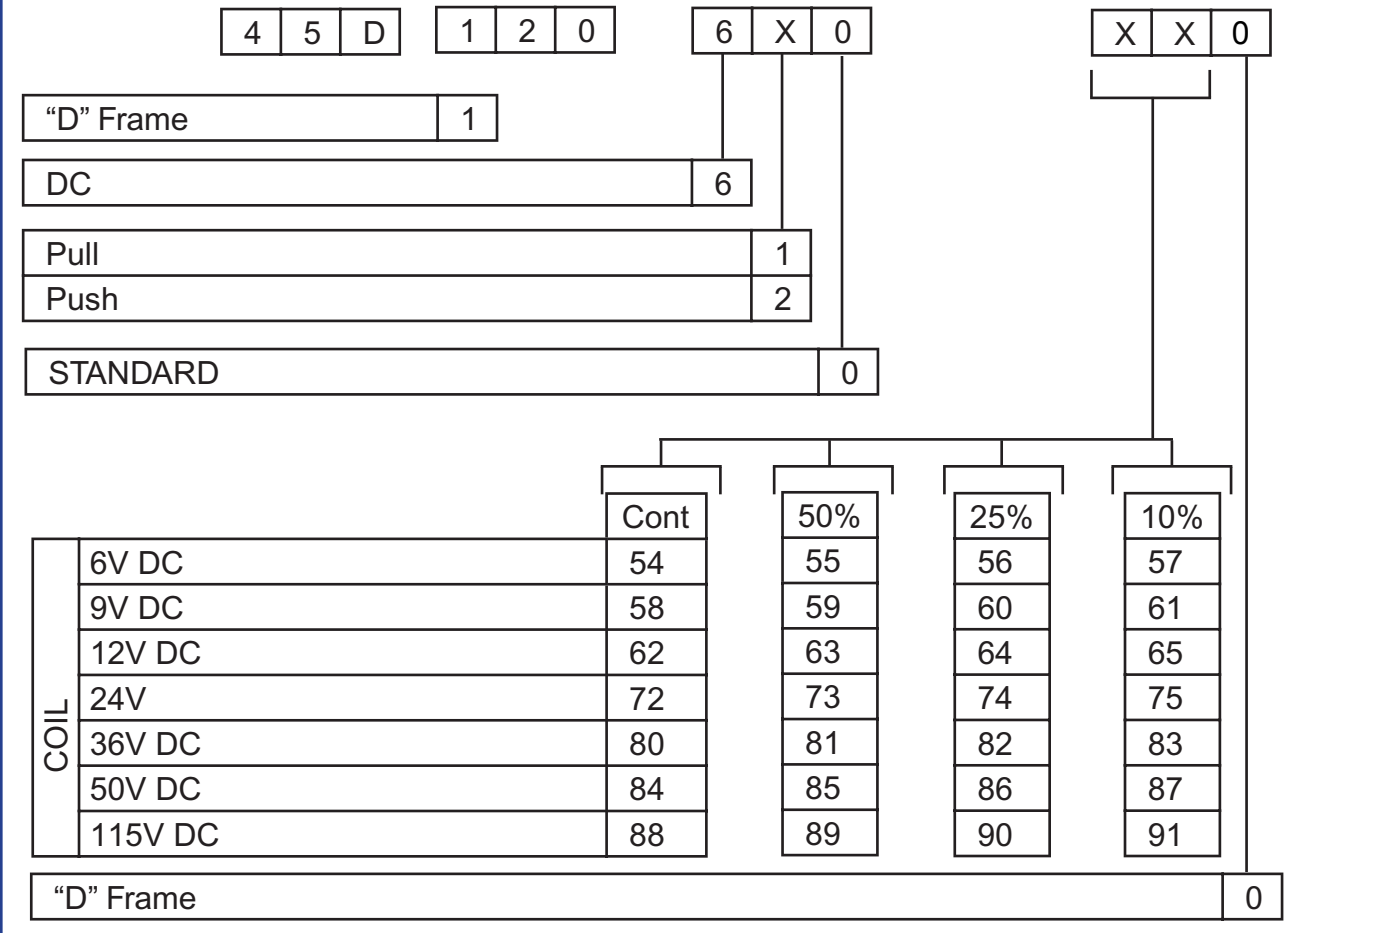 4 5 D 1 2 0 6 X 0 X X 0
“D” Frame 1
DC 6
Pull 1
Push 2
STANDARD 0
Cont 50% 25% 10%
COIL
6V DC 54 55 56 57
9V DC 58 59 60 61
12V DC 62 63 64 65
24V 72 73 74 75
36V DC 80 81 82 83
50V DC 84 85 86 87
115V DC 88 89 90 91
“D” Frame 0